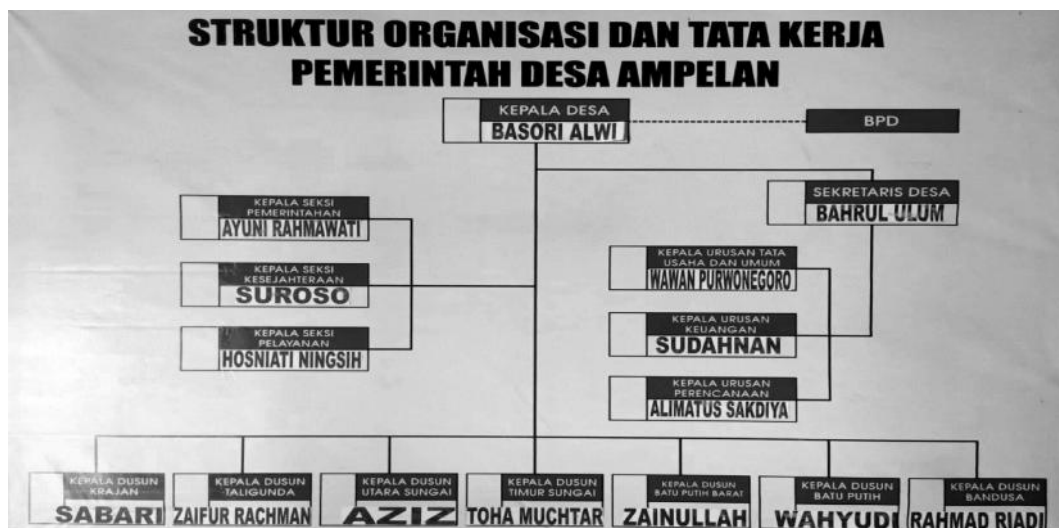 STRUKTUR ORGANISASI DAN TATA KERJA
PEMERINTAH DESA AMPELAN
KEPALA DESA
BASORI ALWI
BPD
SEKRETARIS DESA
BAHRUL ULUM
KEPALA SEKSI
PEMERINTAHAN
AYUNI RAHMAWATI
KEPALA SEKSI
KESEJAHTERAAN
SUROSO
KEPALA SEKSI
PELAYANAN
HOSNIATI NINGSIH
KEPALA URUSAN TATA
USAHA DAN UMUM
WAWAN PURWONEGORO
KEPALA URUSAN
KEUANGAN
SUDAHNAN
KEPALA URUSAN
PERENCANAAN
ALIMATUS SAKDIYA
KEPALA DUSUN
KRAJAN
SABARI
KEPALA DUSUN
TALIGUNDA
ZAIFUR RACHMAN
KEPALA DUSUN
UTARA SUNGAI
AZIZ
KEPALA DUSUN
TIMUR SUNGAI
TOHA MUCHTAR
KEPALA DUSUN
BATU PUTIH BARAT
ZAINULLAH
KEPALA DUSUN
BATU PUTIH
WAHYUDI
KEPALA DUSUN
BANDUSA
RAHMAD RIADI